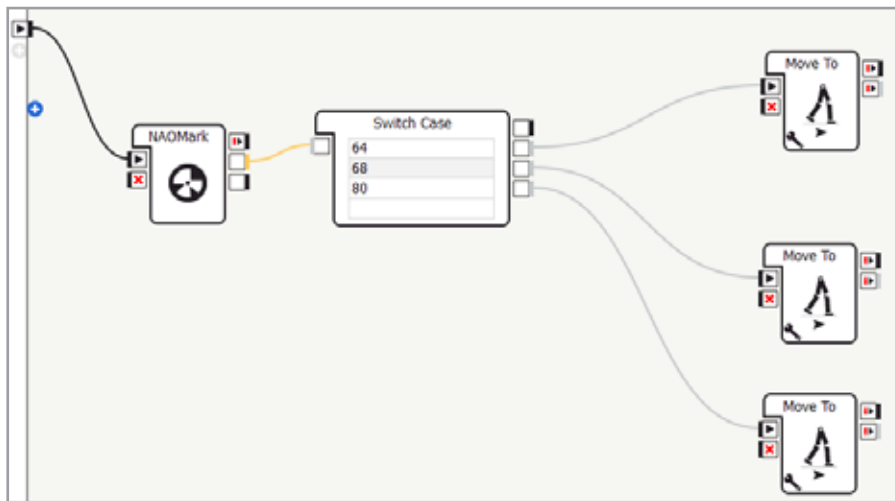 Move To
NAOMark
Switch Case
64
68
80
Move To
Move To